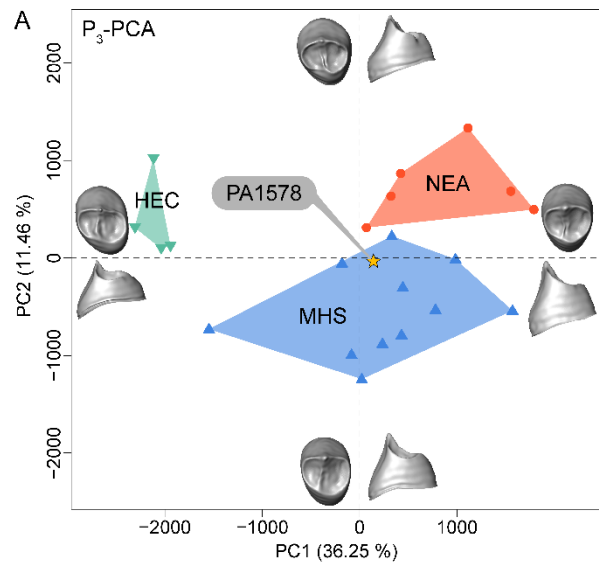 A
P₃-PCA
2000
1000
0
−1000
−2000
PC2 (11.46 %)
HEC
PA1578
NEA
MHS
−2000
−1000
0
1000
PC1 (36.25 %)